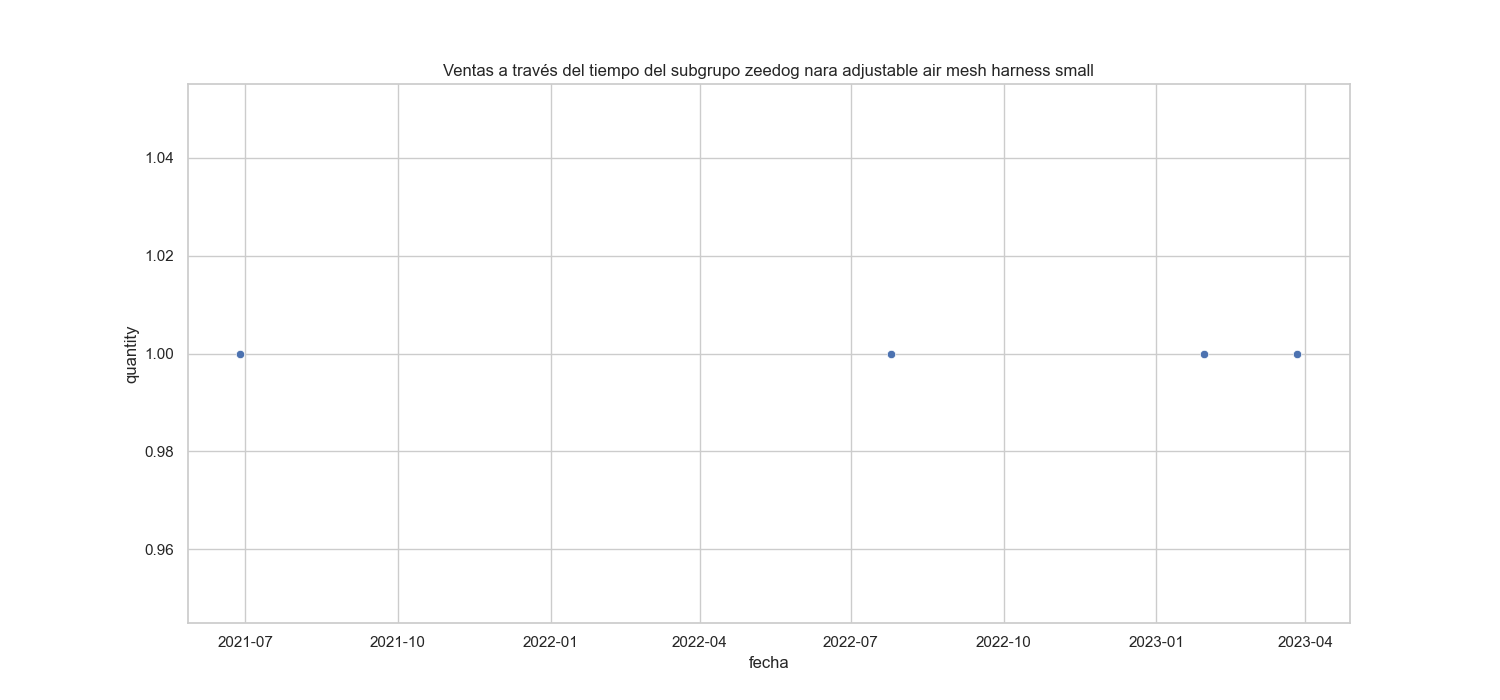 Ventas a través del tiempo del subgrupo zeedog nara adjustable air mesh harness small
1.04
1.02
1.00
0.98
0.96
quantity
2021-07 2021-10 2022-01 2022-04 2022-07 2022-10 2023-01 2023-04
fecha